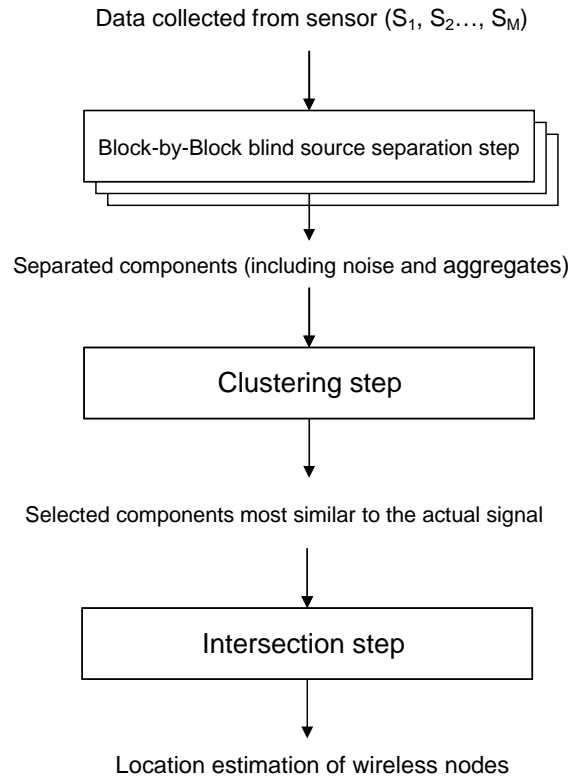 Data collected from sensor (S₁, S₂…, Sₘ)
Block-by-Block blind source separation step
Separated components (including noise and aggregates)
Clustering step
Selected components most similar to the actual signal
Intersection step
Location estimation of wireless nodes